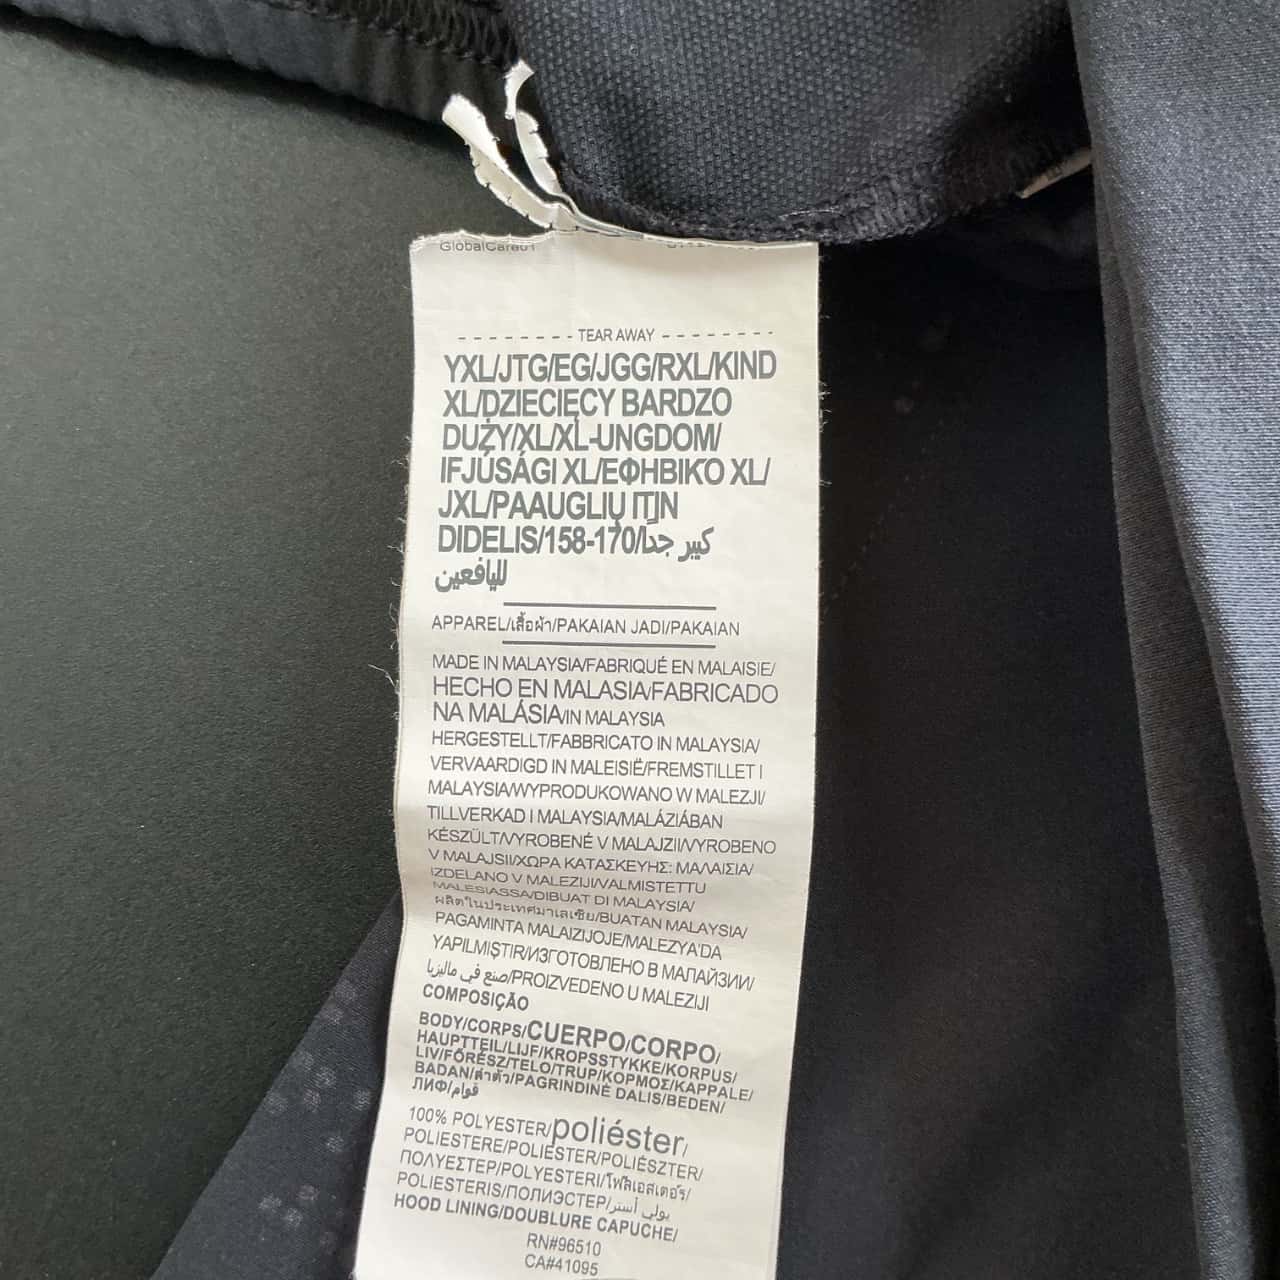 GlobalCare01
TEAR AWAY
YXL/JTG/EG/JGG/RXL/KIND
XL/DZIECIĘCY BARDZO
DUŻY/XL/XL-UNGDOM/
IFJÚSÁGI XL/ΕΦΗΒΙΚΟ XL/
JXL/PAAUGLIŲ ITIN
DIDELIS/158-170/كبير جدًا
لليافعين
APPAREL/เสื้อผ้า/PAKAIAN JADI/PAKAIAN
MADE IN MALAYSIA/FABRIQUÉ EN MALAISIE/
HECHO EN MALASIA/FABRICADO
NA MALÁSIA/IN MALAYSIA
HERGESTELLT/FABBRICATO IN MALAYSIA/
VERVAARDIGD IN MALEISIË/FREMSTILLET I
MALAYSIA/WYPRODUKOWANO W MALEZJI/
TILLVERKAD I MALAYSIA/MALÁZIÁBAN
KÉSZÜLT/VYROBENÉ V MALAJZII/VYROBENO
V MALAJSII/ΧΩΡΑ ΚΑΤΑΣΚΕΥΗΣ: ΜΑΛΑΙΣΙΑ/
IZDELANO V MALEZIJI/VALMISTETTU
MALESIASSA/DIBUAT DI MALAYSIA/
ผลิตในประเทศมาเลเซีย/BUATAN MALAYSIA/
PAGAMINTA MALAIZIJOJE/MALEZYA'DA
YAPILMIŞTIR/ИЗГОТОВЛЕНО В МАЛАЙЗИИ/
صنع في ماليزيا/PROIZVEDENO U MALEZIJI
COMPOSIÇÃO
BODY/CORPS/CUERPO/CORPO/
HAUPTTEIL/LIJF/KROPSSTYKKE/KORPUS/
LIV/FŐRÉSZ/TELO/TRUP/ΚΟΡΜΟΣ/KAPPALE/
BADAN/ลำตัว/PAGRINDINĖ DALIS/BEDEN/
ЛИФ/قوام
100% POLYESTER/poliéster/
POLIESTERE/POLIESTER/POLIÉSZTER/
ΠΟΛΥΕΣΤΕΡ/POLYESTERI/โพลิเอสเตอร์/
POLIESTERIS/ПОЛИЭСТЕР/بولي أستر/
HOOD LINING/DOUBLURE CAPUCHE/
RN#96510
CA#41095